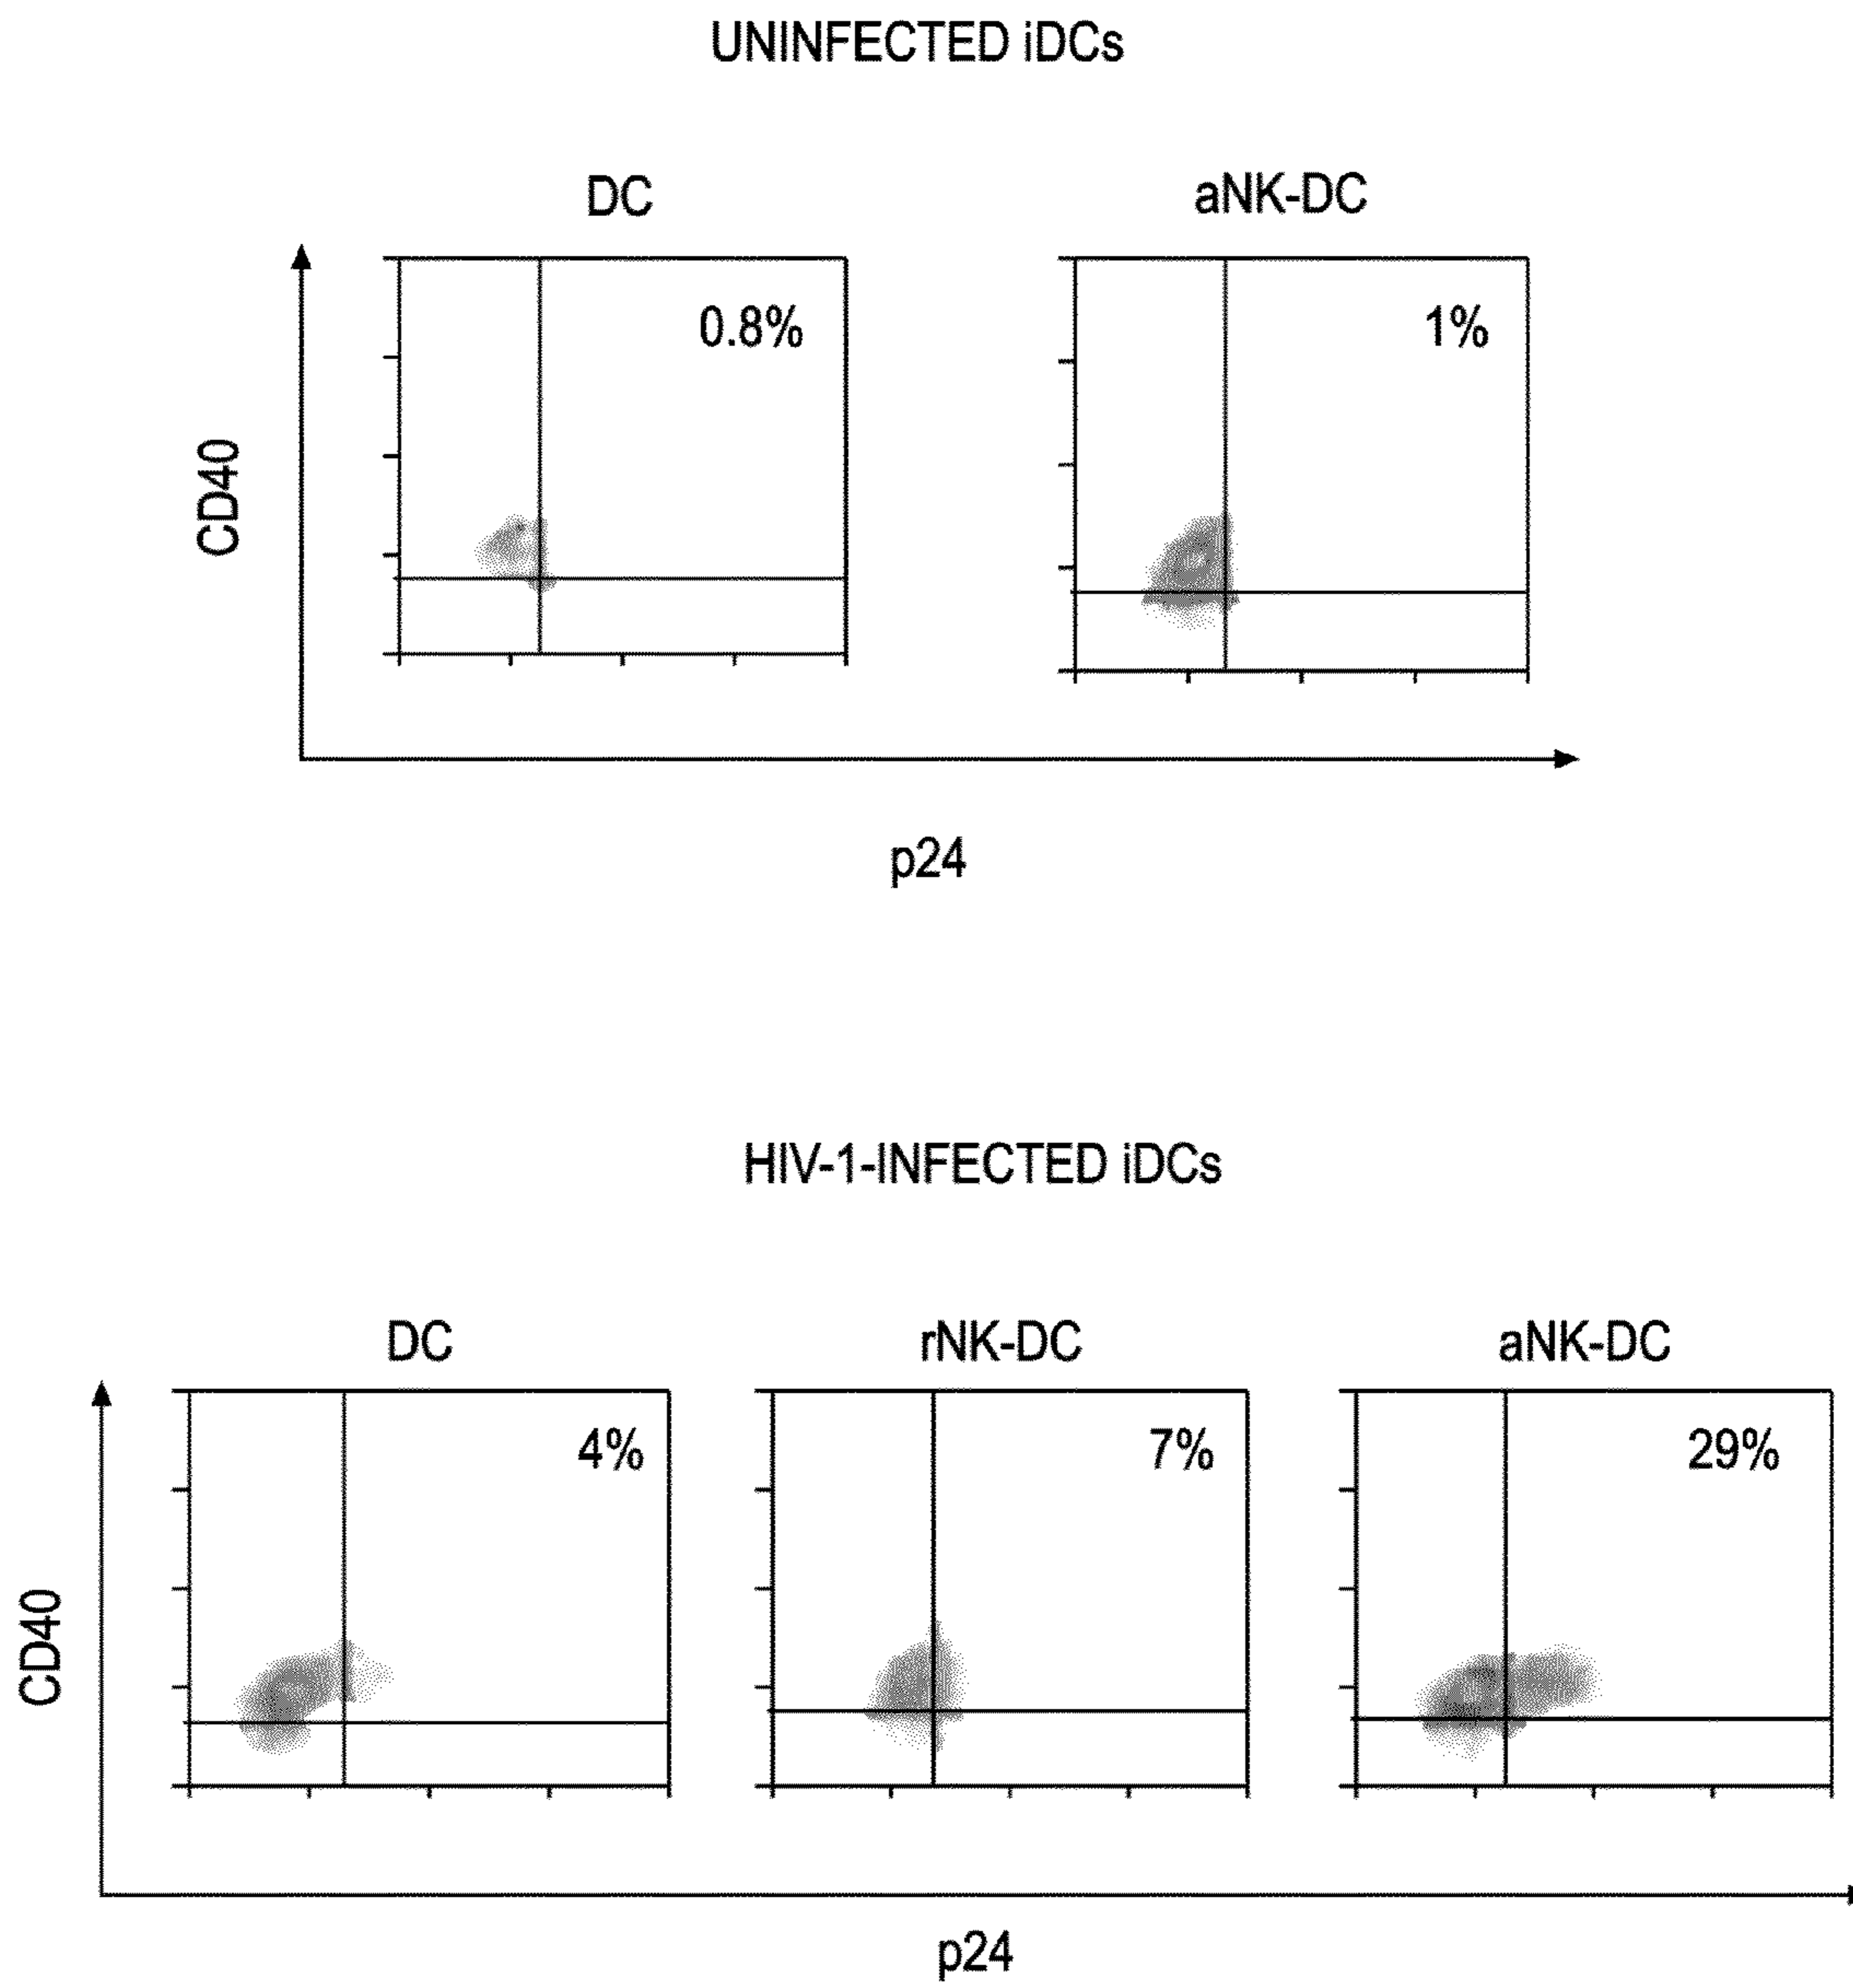 UNINFECTED iDCs
DC
aNK-DC
0.8%
1%
CD40
p24
HIV-1-INFECTED iDCs
DC
rNK-DC
aNK-DC
4%
7%
29%
CD40
p24